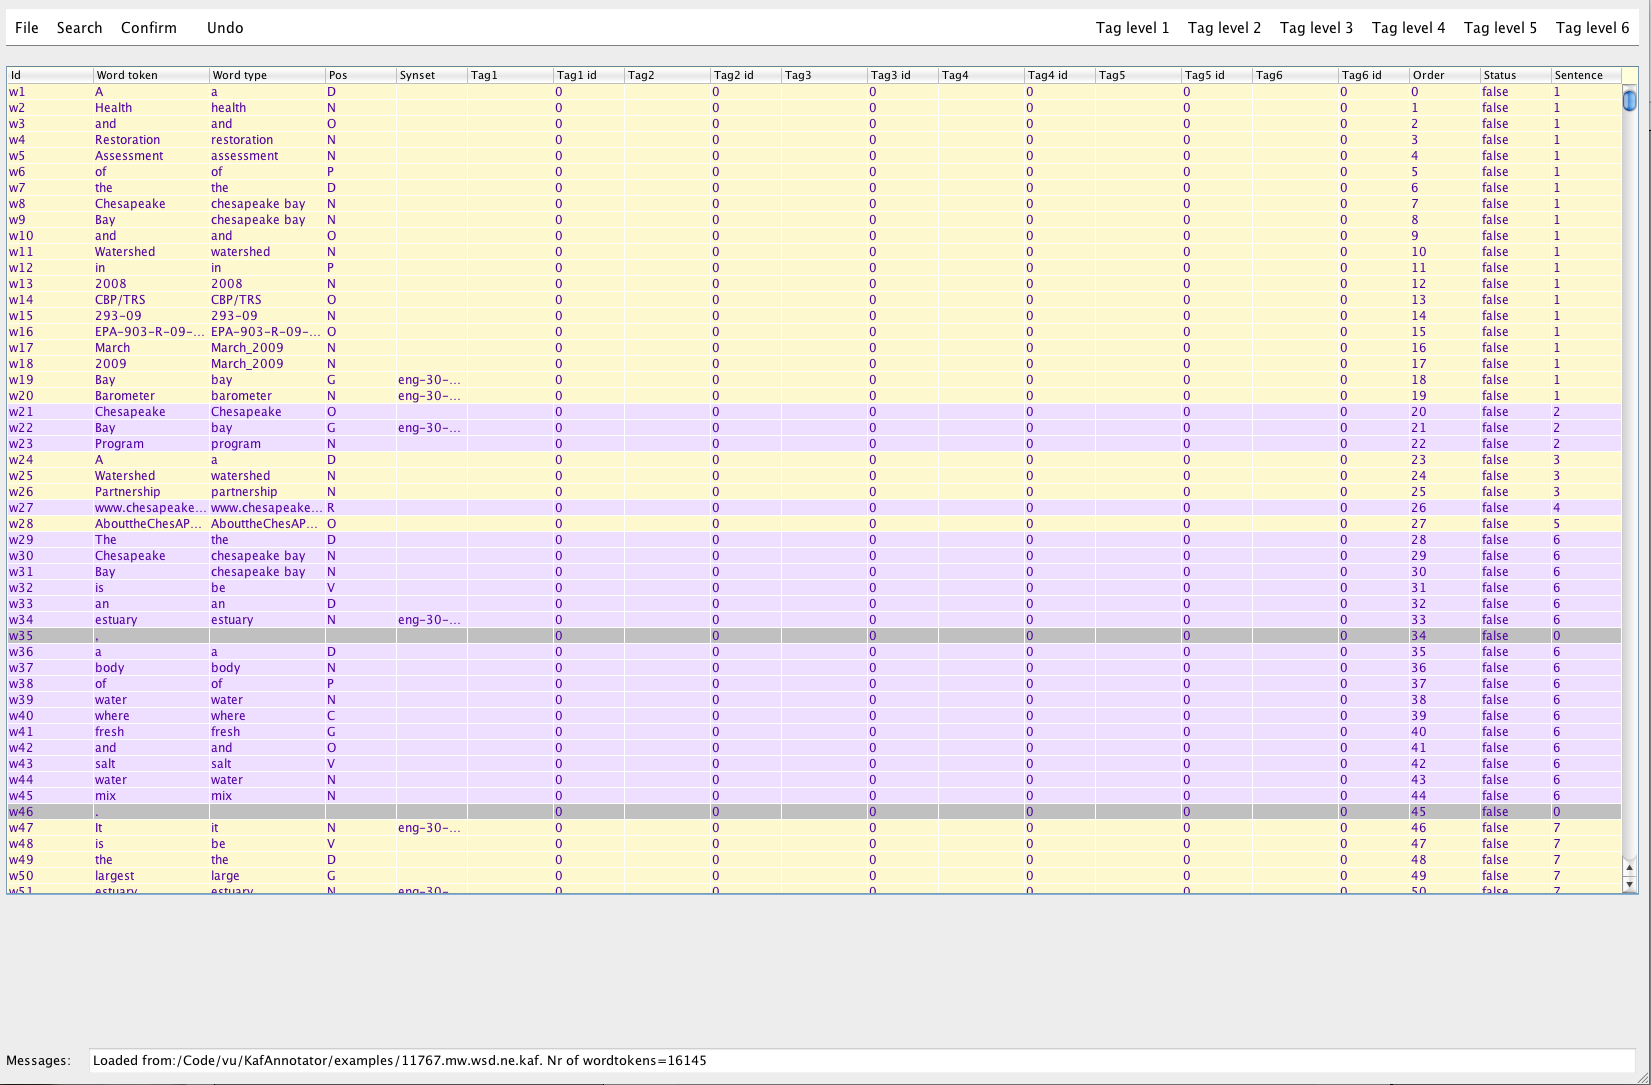 File Search Confirm Undo Tag level 1 Tag level 2 Tag level 3 Tag level 4 Tag level 5 Tag level 6
Id Word token Word type Pos Synset Tag1 Tag1 id Tag2 Tag2 id Tag3 Tag3 id Tag4 Tag4 id Tag5 Tag5 id Tag6 Tag6 id Order Status Sentence
w1 A a D 0 0 0 0 0 0 0 false 1
w2 Health health N 0 0 0 0 0 0 1 false 1
w3 and and O 0 0 0 0 0 0 2 false 1
w4 Restoration restoration N 0 0 0 0 0 0 3 false 1
w5 Assessment assessment N 0 0 0 0 0 0 4 false 1
w6 of of P 0 0 0 0 0 0 5 false 1
w7 the the D 0 0 0 0 0 0 6 false 1
w8 Chesapeake chesapeake bay N 0 0 0 0 0 0 7 false 1
w9 Bay chesapeake bay N 0 0 0 0 0 0 8 false 1
w10 and and O 0 0 0 0 0 0 9 false 1
w11 Watershed watershed N 0 0 0 0 0 0 10 false 1
w12 in in P 0 0 0 0 0 0 11 false 1
w13 2008 2008 N 0 0 0 0 0 0 12 false 1
w14 CBP/TRS CBP/TRS O 0 0 0 0 0 0 13 false 1
w15 293-09 293-09 N 0 0 0 0 0 0 14 false 1
w16 EPA-903-R-09-... EPA-903-R-09-... O 0 0 0 0 0 0 15 false 1
w17 March March_2009 N 0 0 0 0 0 0 16 false 1
w18 2009 March_2009 N 0 0 0 0 0 0 17 false 1
w19 Bay bay G eng-30-... 0 0 0 0 0 0 18 false 1
w20 Barometer barometer N eng-30-... 0 0 0 0 0 0 19 false 1
w21 Chesapeake Chesapeake O 0 0 0 0 0 0 20 false 2
w22 Bay bay G eng-30-... 0 0 0 0 0 0 21 false 2
w23 Program program N 0 0 0 0 0 0 22 false 2
w24 A a D 0 0 0 0 0 0 23 false 3
w25 Watershed watershed N 0 0 0 0 0 0 24 false 3
w26 Partnership partnership N 0 0 0 0 0 0 25 false 3
w27 www.chesapeake... www.chesapeake... R 0 0 0 0 0 0 26 false 4
w28 AbouttheChesAP... AbouttheChesAP... O 0 0 0 0 0 0 27 false 5
w29 The the D 0 0 0 0 0 0 28 false 6
w30 Chesapeake chesapeake bay N 0 0 0 0 0 0 29 false 6
w31 Bay chesapeake bay N 0 0 0 0 0 0 30 false 6
w32 is be V 0 0 0 0 0 0 31 false 6
w33 an an D 0 0 0 0 0 0 32 false 6
w34 estuary estuary N eng-30-... 0 0 0 0 0 0 33 false 6
w35 , 0 0 0 0 0 0 34 false 0
w36 a a D 0 0 0 0 0 0 35 false 6
w37 body body N 0 0 0 0 0 0 36 false 6
w38 of of P 0 0 0 0 0 0 37 false 6
w39 water water N 0 0 0 0 0 0 38 false 6
w40 where where C 0 0 0 0 0 0 39 false 6
w41 fresh fresh G 0 0 0 0 0 0 40 false 6
w42 and and O 0 0 0 0 0 0 41 false 6
w43 salt salt V 0 0 0 0 0 0 42 false 6
w44 water water N 0 0 0 0 0 0 43 false 6
w45 mix mix N 0 0 0 0 0 0 44 false 6
w46 . 0 0 0 0 0 0 45 false 0
w47 It it N eng-30-... 0 0 0 0 0 0 46 false 7
w48 is be V 0 0 0 0 0 0 47 false 7
w49 the the D 0 0 0 0 0 0 48 false 7
w50 largest large G 0 0 0 0 0 0 49 false 7
w51 estuary estuary N eng-30-... 0 0 0 0 0 0 50 false 7
Messages: Loaded from:/Code/vu/KafAnnotator/examples/11767.mw.wsd.ne.kaf. Nr of wordtokens=16145